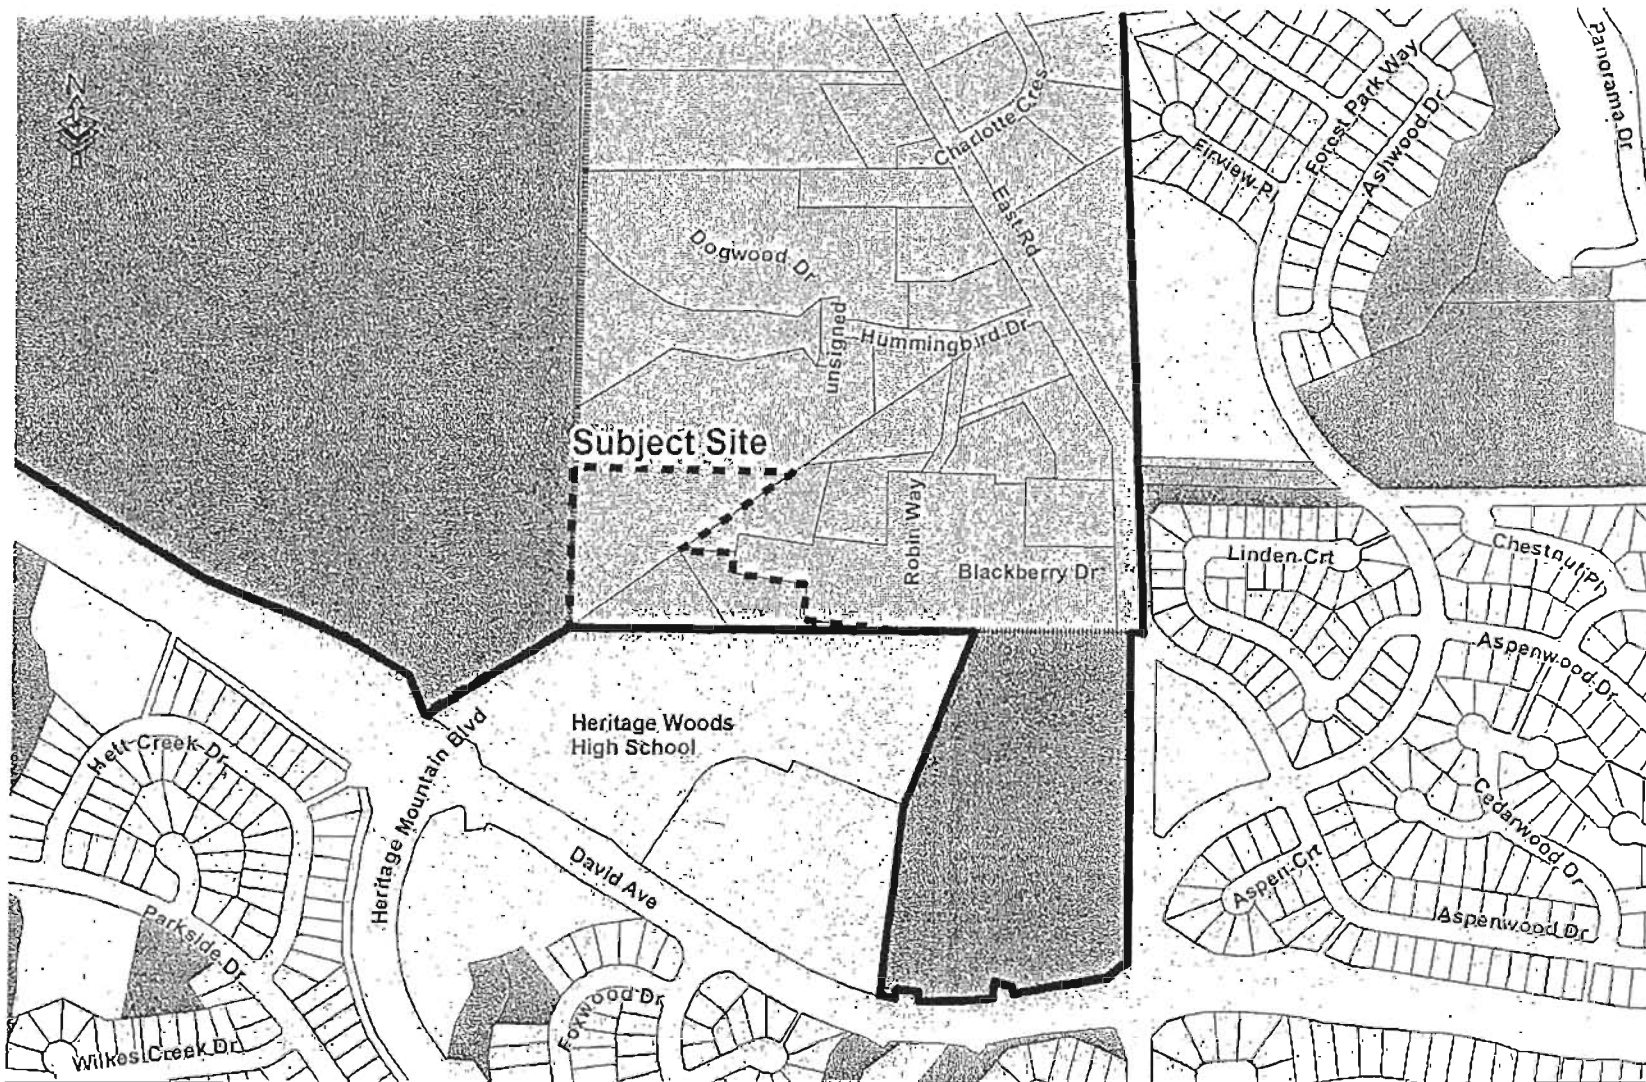 N
Panorama Dr
Forest Park Way
Ashwood Dr
Firview Pl
Charlotte Cres
East Rd
Dogwood Dr
unsigned
Hummingbird Dr
Subject Site
Robin Way
Blackberry Dr
Linden Crt
Chestnut Pl
Aspenwood Dr
Heritage Woods
High School
Hett Creek Dr
Heritage Mountain Blvd
David Ave
Cedarwood Dr
Aspen Crt
Aspenwood Dr
Parkside Dr
Foxwood Dr
Wilkes Creek Dr